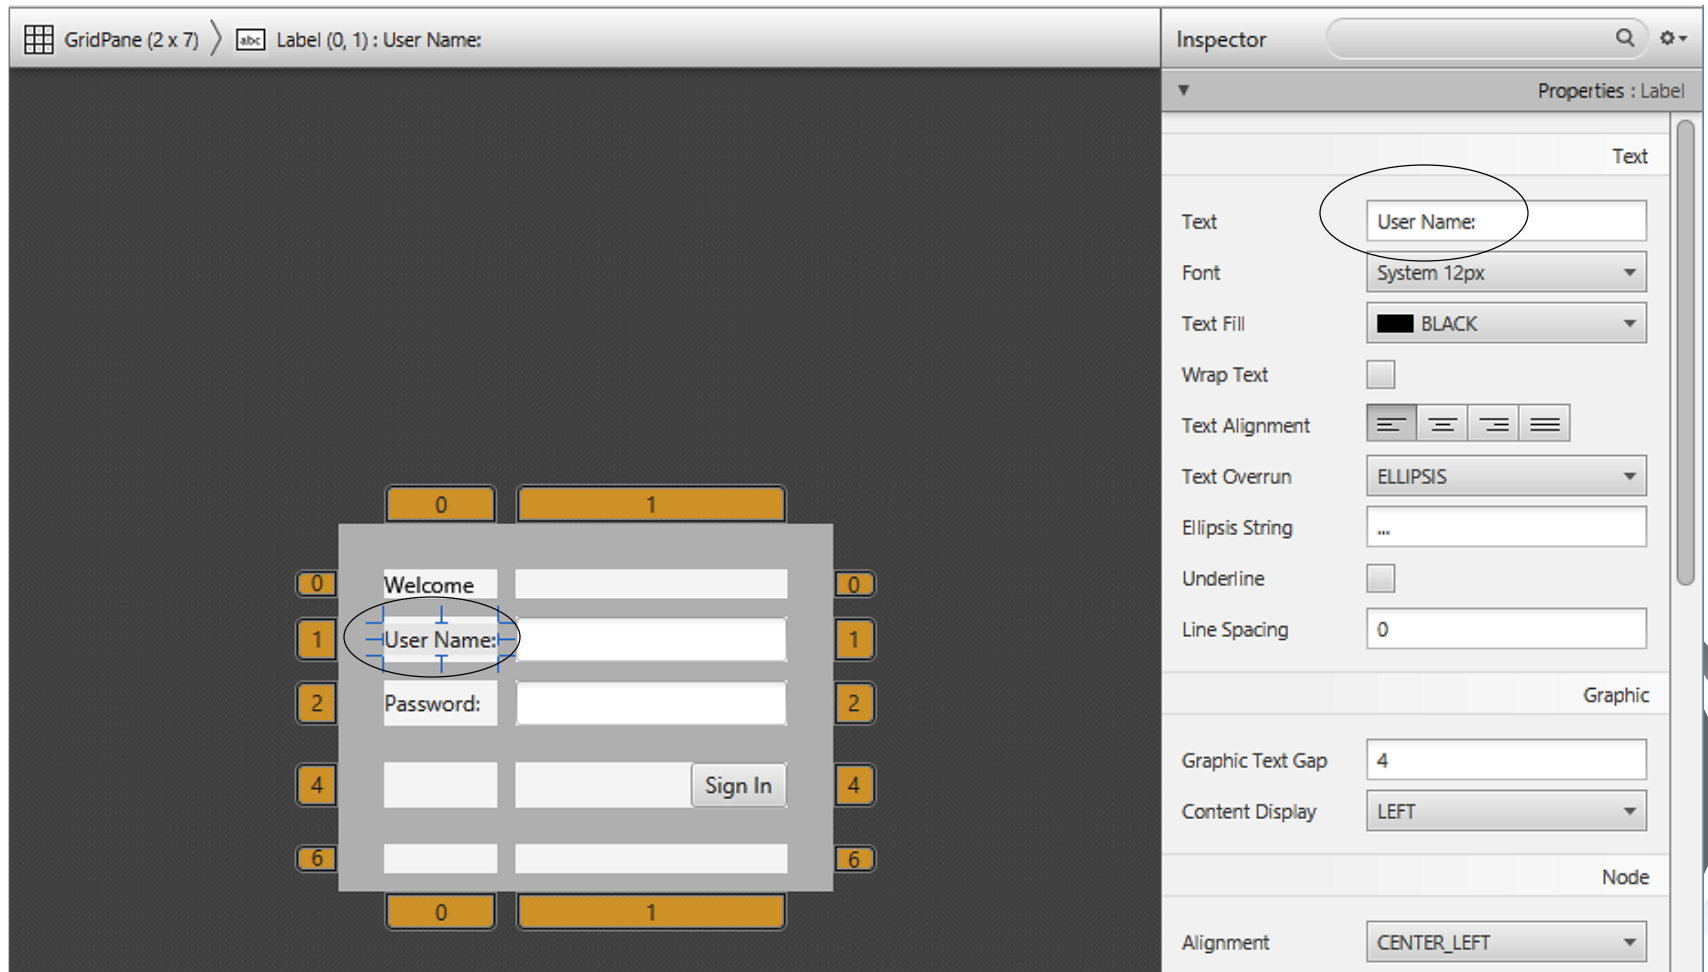 GridPane (2 x 7) abc Label (0, 1) : User Name:
Inspector
Properties : Label
Text
Text User Name:
Font System 12px
Text Fill BLACK
Wrap Text
Text Alignment
Text Overrun ELLIPSIS
Ellipsis String ...
Underline
Line Spacing 0
Graphic
Graphic Text Gap 4
Content Display LEFT
Node
Alignment CENTER_LEFT
0 1
0 Welcome 0
1 User Name: 1
2 Password: 2
4 Sign In 4
6 6
0 1